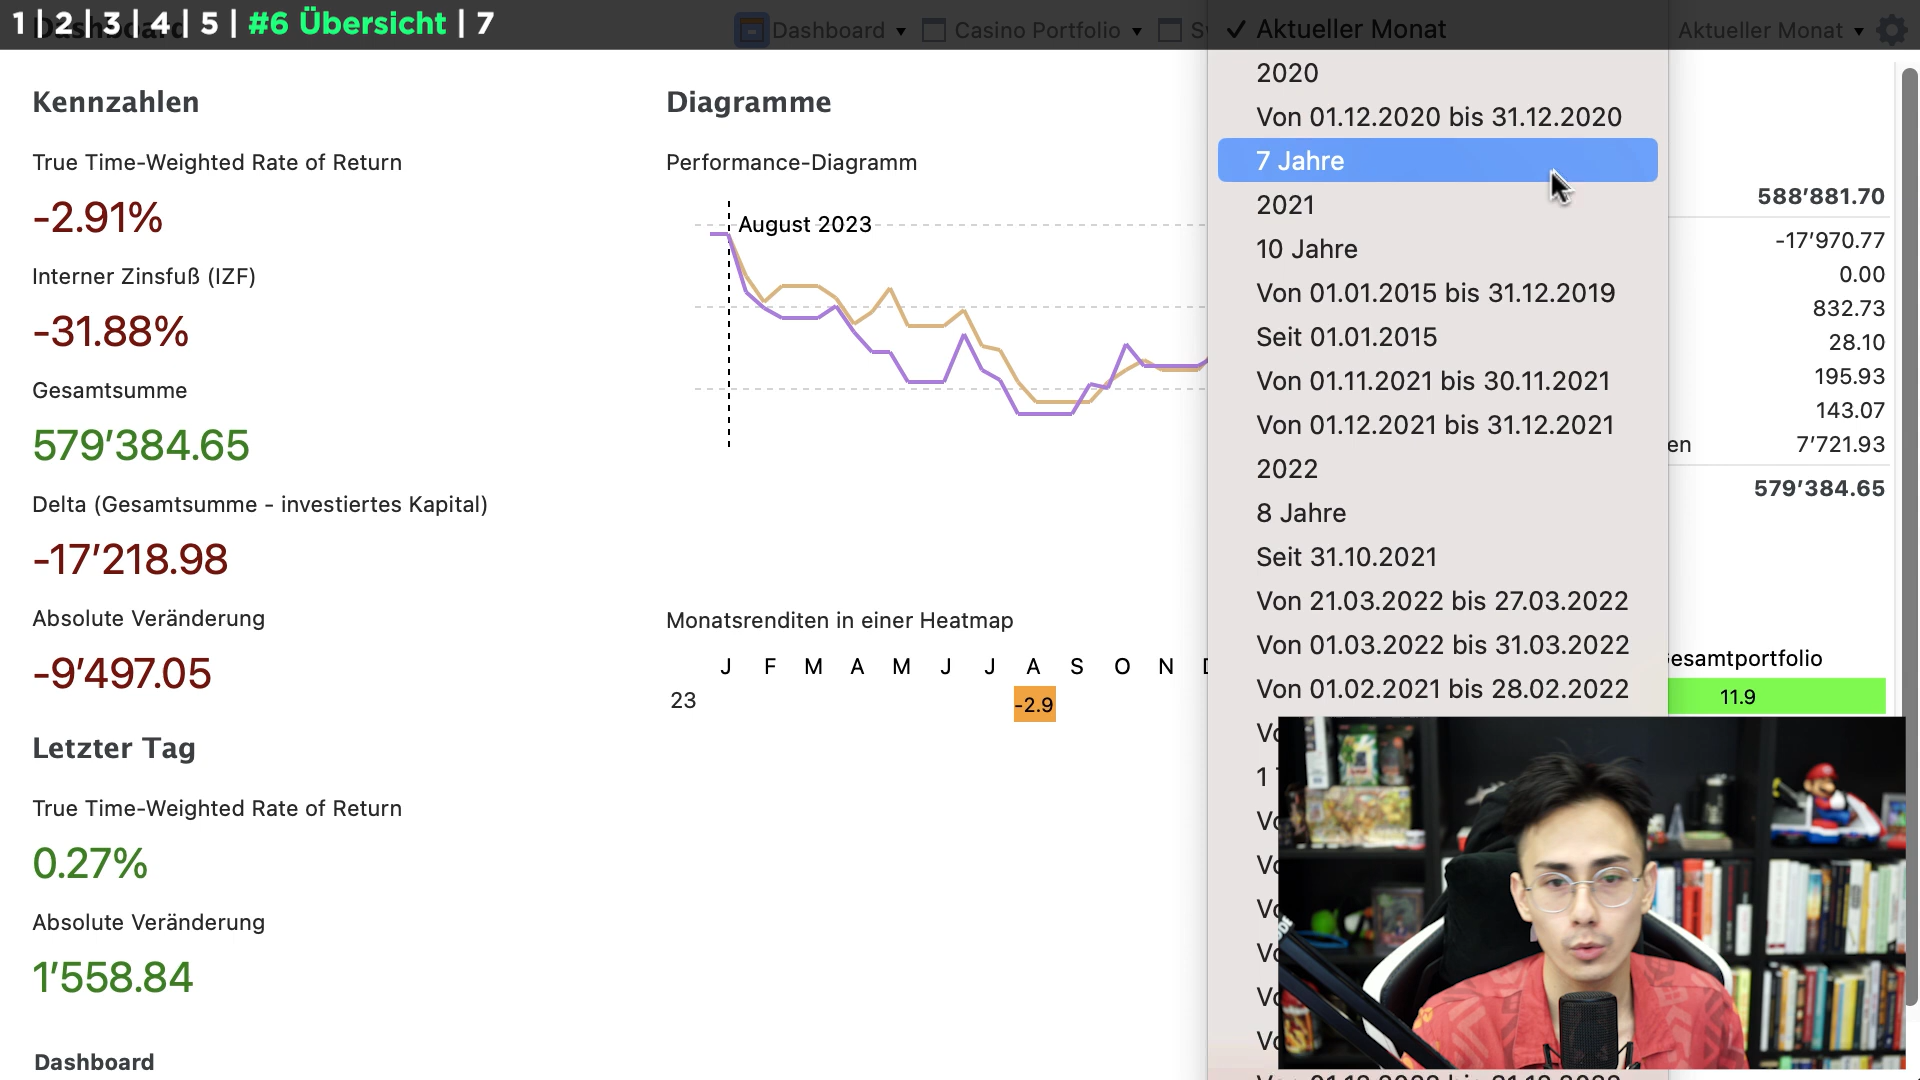 1 | 2 | 3 | 4 | 5 | #6 Übersicht | 7
Dashboard
Casino Portfolio
Aktueller Monat
Kennzahlen
True Time-Weighted Rate of Return
-2.91%
Interner Zinsfuß (IZF)
-31.88%
Gesamtsumme
579’384.65
Delta (Gesamtsumme - investiertes Kapital)
-17’218.98
Absolute Veränderung
-9’497.05
Letzter Tag
True Time-Weighted Rate of Return
0.27%
Absolute Veränderung
1’558.84
Dashboard
Diagramme
Performance-Diagramm
August 2023
Monatsrenditen in einer Heatmap
J F M A M J J A S O N D
23 -2.9
✓ Aktueller Monat
2020
Von 01.12.2020 bis 31.12.2020
7 Jahre
2021
10 Jahre
Von 01.01.2015 bis 31.12.2019
Seit 01.01.2015
Von 01.11.2021 bis 30.11.2021
Von 01.12.2021 bis 31.12.2021
2022
8 Jahre
Seit 31.10.2021
Von 21.03.2022 bis 27.03.2022
Von 01.03.2022 bis 31.03.2022
Von 01.02.2021 bis 28.02.2022
588’881.70
-17’970.77
0.00
832.73
28.10
195.93
143.07
en 7’721.93
579’384.65
esamtportfolio
11.9